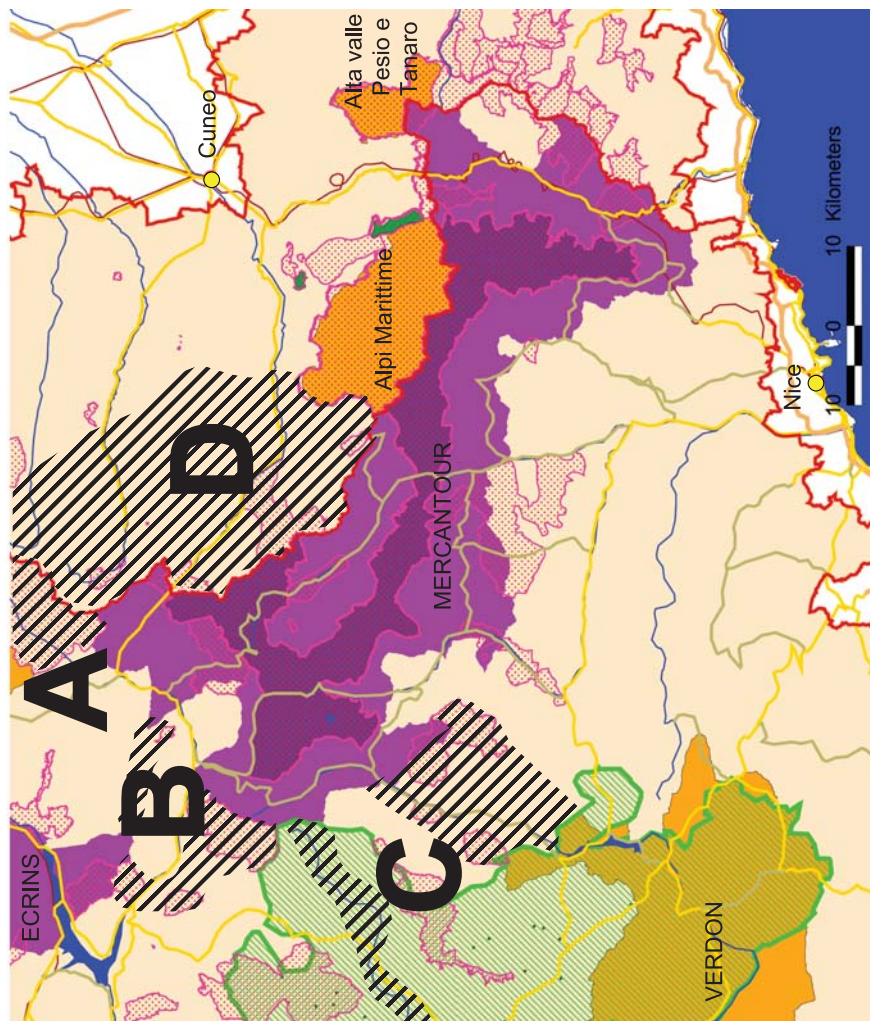 Cuneo
Alta valle
Pesio e
Tanaro
Alpi Marittime
D
A
MERCANTOUR
B
C
ECRINS
VERDON
Nice
10 0 10 Kilometers